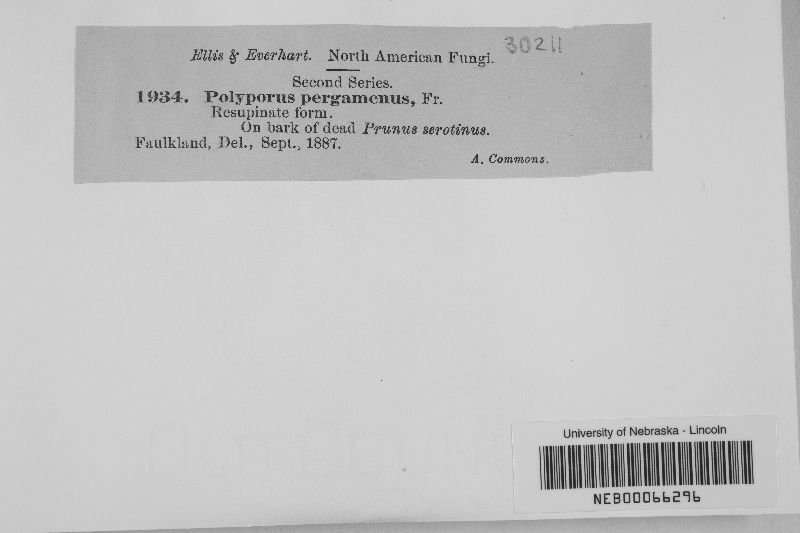 Ellis & Everhart. North American Fungi. 30211
Second Series.
1934. Polyporus pergamenus, Fr.
Resupinate form.
On bark of dead Prunus serotinus.
Faulkland, Del., Sept., 1887.
A. Commons.
University of Nebraska - Lincoln
NEB00066296